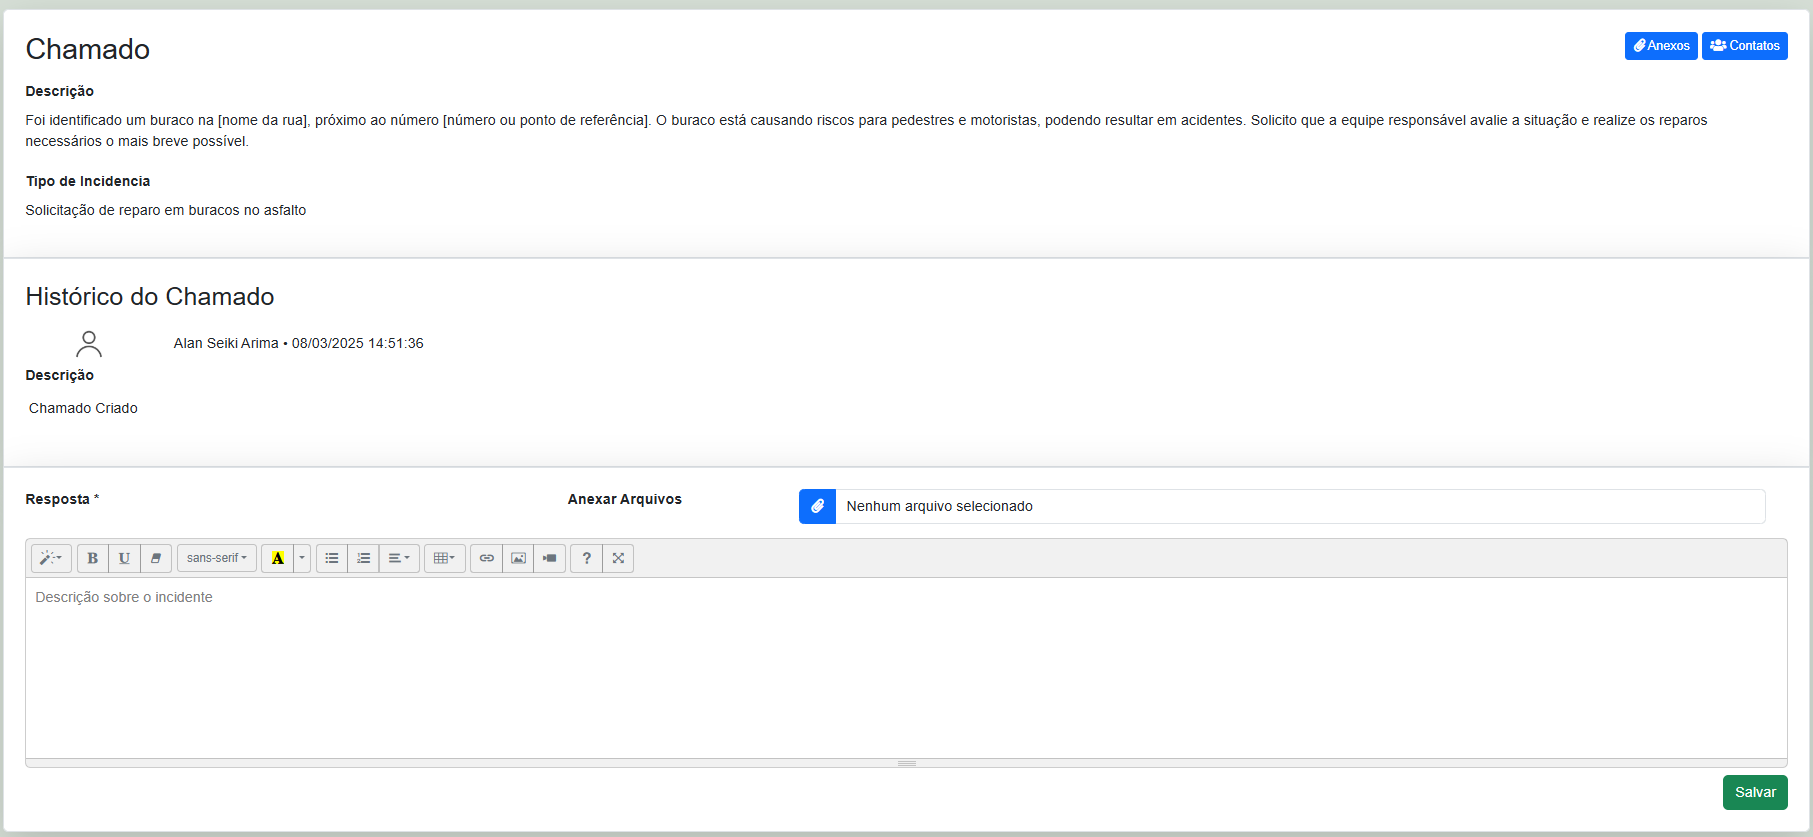 Chamado
Anexos
Contatos
Descrição
Foi identificado um buraco na [nome da rua], próximo ao número [número ou ponto de referência]. O buraco está causando riscos para pedestres e motoristas, podendo resultar em acidentes. Solicito que a equipe responsável avalie a situação e realize os reparos
necessários o mais breve possível.
Tipo de Incidencia
Solicitação de reparo em buracos no asfalto
Histórico do Chamado
Alan Seiki Arima • 08/03/2025 14:51:36
Descrição
Chamado Criado
Resposta *
Anexar Arquivos
Nenhum arquivo selecionado
B U sans-serif A ?
Descrição sobre o incidente
Salvar